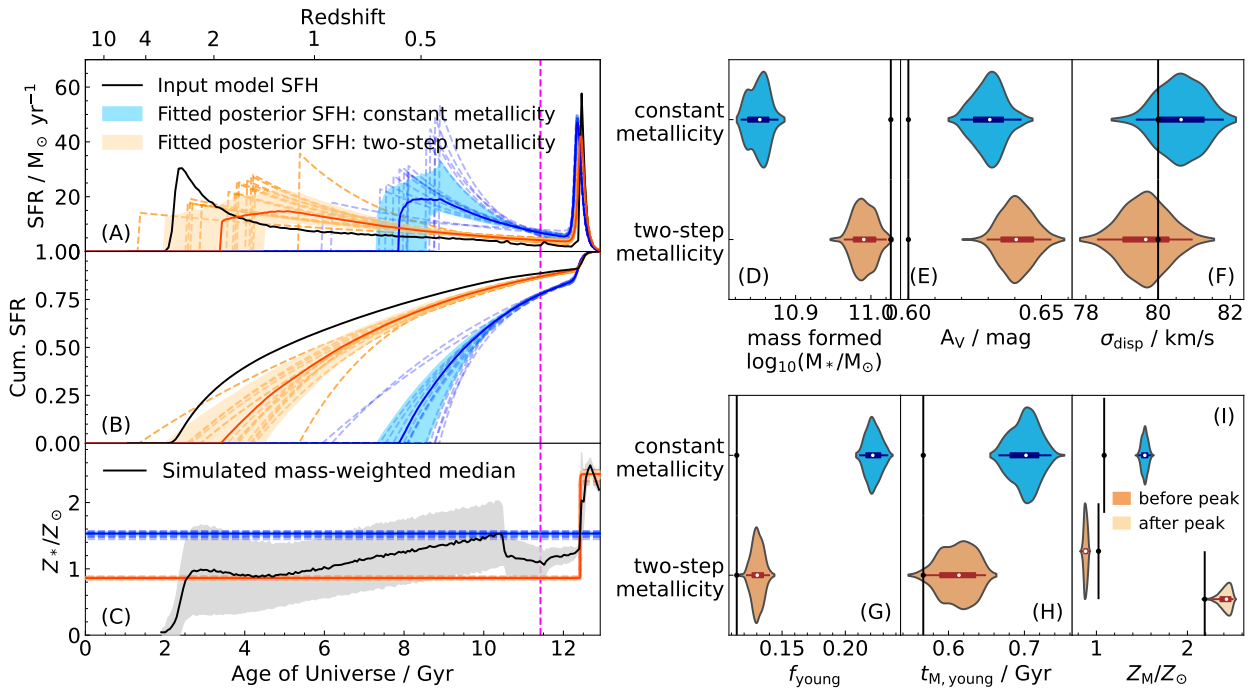 Redshift
10 4 2 1 0.5
Input model SFH
Fitted posterior SFH: constant metallicity
Fitted posterior SFH: two-step metallicity
SFR / M⊙ yr⁻¹
60
40
20
1.00
(A)
Cum. SFR
1.00
0.75
0.50
0.25
0.00
(B)
Simulated mass-weighted median
Z*/Z⊙
2
1
0
(C)
0 2 4 6 8 10 12
Age of Universe / Gyr
constant
metallicity
two-step
metallicity
(D) (E) (F)
10.9 11.0 0.60 0.65 78 80 82
mass formed
log₁₀(M*/M⊙)
A_V / mag
σ_disp / km/s
constant
metallicity
two-step
metallicity
(G) (H) (I)
before peak
after peak
0.15 0.20 0.6 0.7 1 2
f_young
t_M, young / Gyr
Z_M/Z⊙